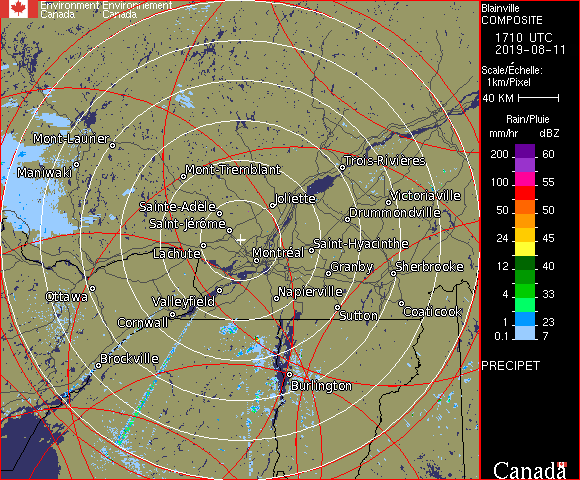 Environment Environnement
Canada Canada
Blainville
COMPOSITE
1710 UTC
2019-08-11
Scale/Échelle:
1km/Pixel
40 KM
Rain/Pluie
mm/hr dBZ
200 60
100 55
50 50
24 45
12 40
4 33
1 23
0.1 7
PRECIPET
Mont-Laurier
Maniwaki
Mont-Tremblant
Trois-Rivières
Joliette
Victoriaville
Sainte-Adèle
Drummondville
Saint-Jérôme
Saint-Hyacinthe
Lachute
Montréal
Granby
Sherbrooke
Ottawa
Valleyfield
Napierville
Cornwall
Sutton
Coaticook
Brockville
Burlington
Canada